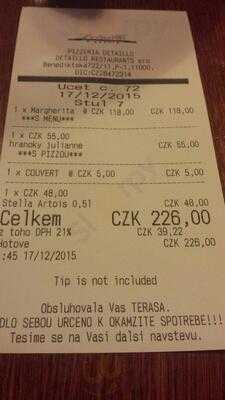 PIZZERIA DETAILLO
DETAILLO RESTAURANTS sro
Benediktská722/11,P-1,11000.
DIC:CZ28472314
Ucet c. 72
17/12/2015
Stul 7
1 x Margherita @ CZK 118,00 CZK 118,00
***S MENU***
1 x CZK 55,00
hranolky julianne CZK 55,00
***S PIZZOU***
1 x COUVERT @ CZK 5,00 CZK 5,00
1 x CZK 48,00
Stella Artois 0,5l CZK 48,00
Celkem CZK 226,00
z toho DPH 21% CZK 39,22
Hotove CZK 226,00
:45 17/12/2015
Tip is not included
Obsluhovala Vas TERASA.
DLO SEBOU URCENO K OKAMZITE SPOTREBE!!!
Tesime se na Vasi dalsi navstevu.